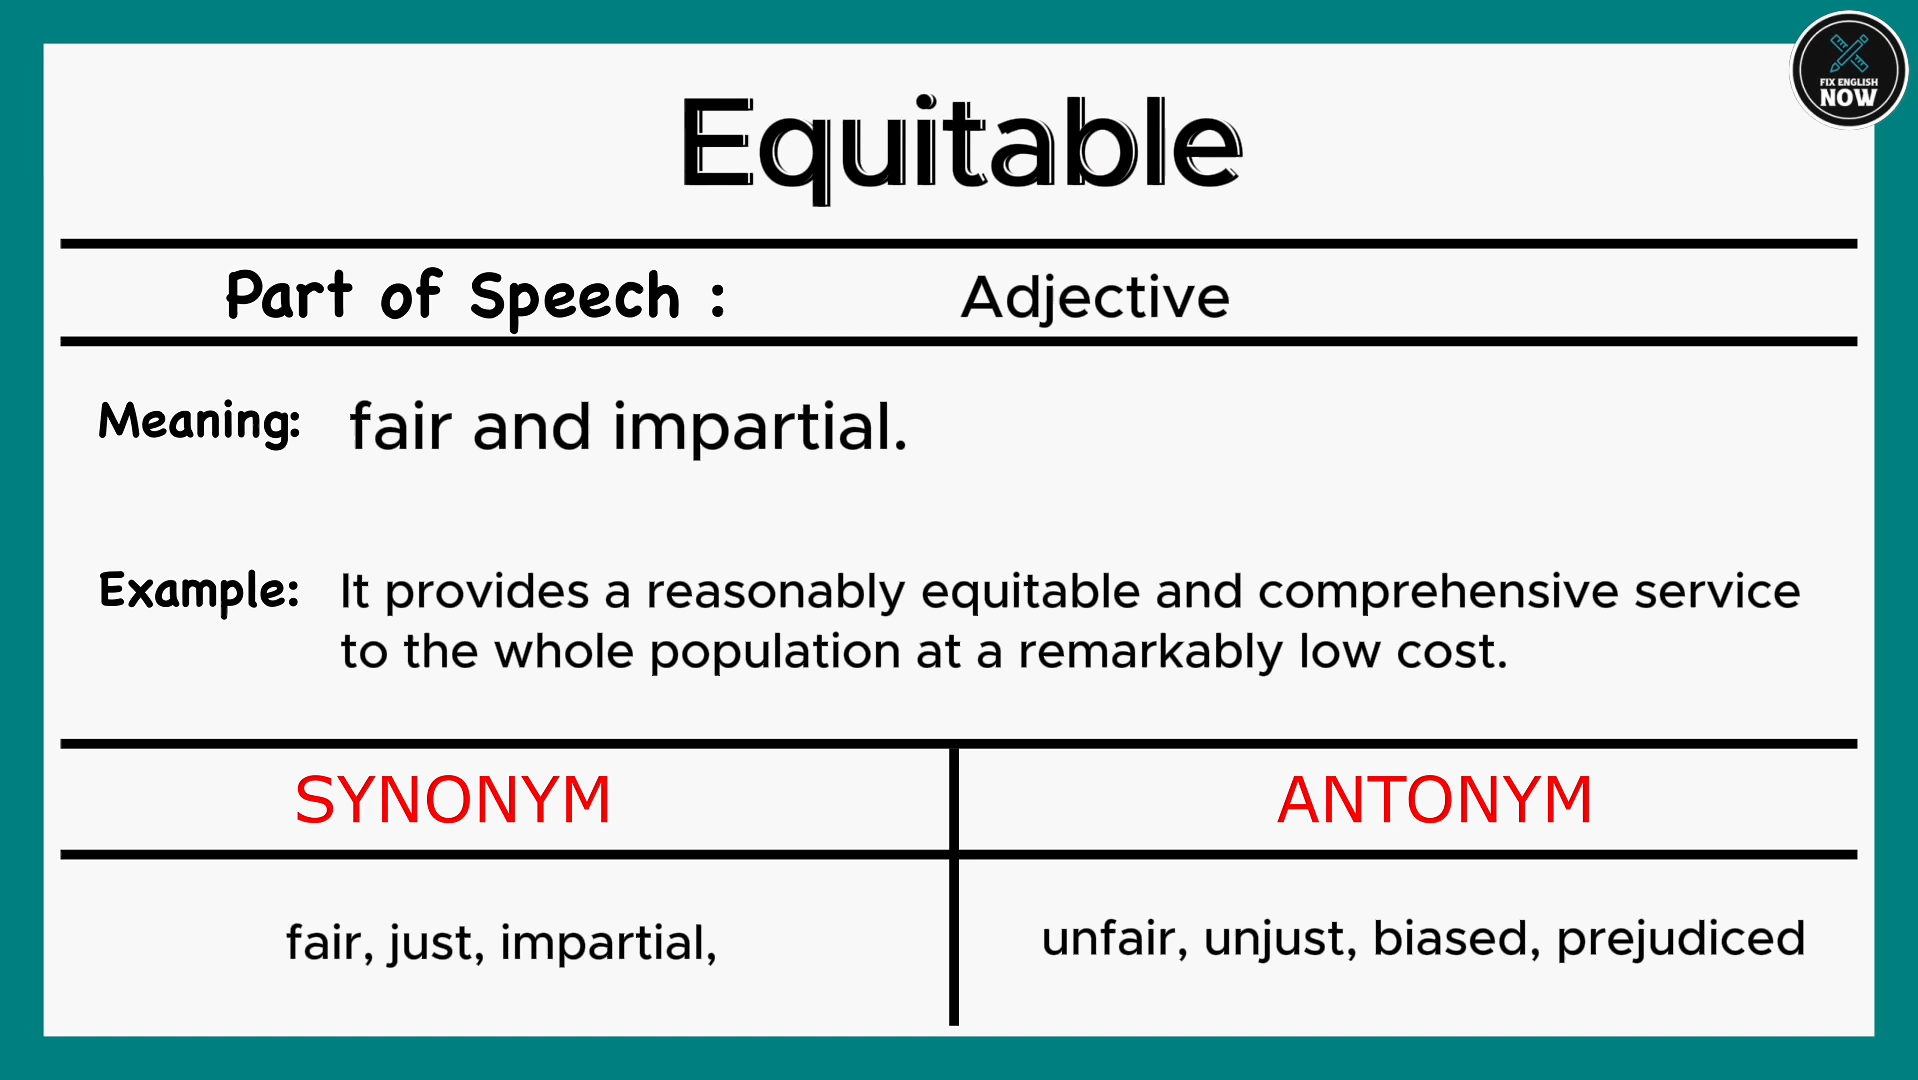 FIX ENGLISH
NOW
Equitable
Part of Speech : Adjective
Meaning: fair and impartial.
Example: It provides a reasonably equitable and comprehensive service
to the whole population at a remarkably low cost.
SYNONYM ANTONYM
fair, just, impartial, unfair, unjust, biased, prejudiced